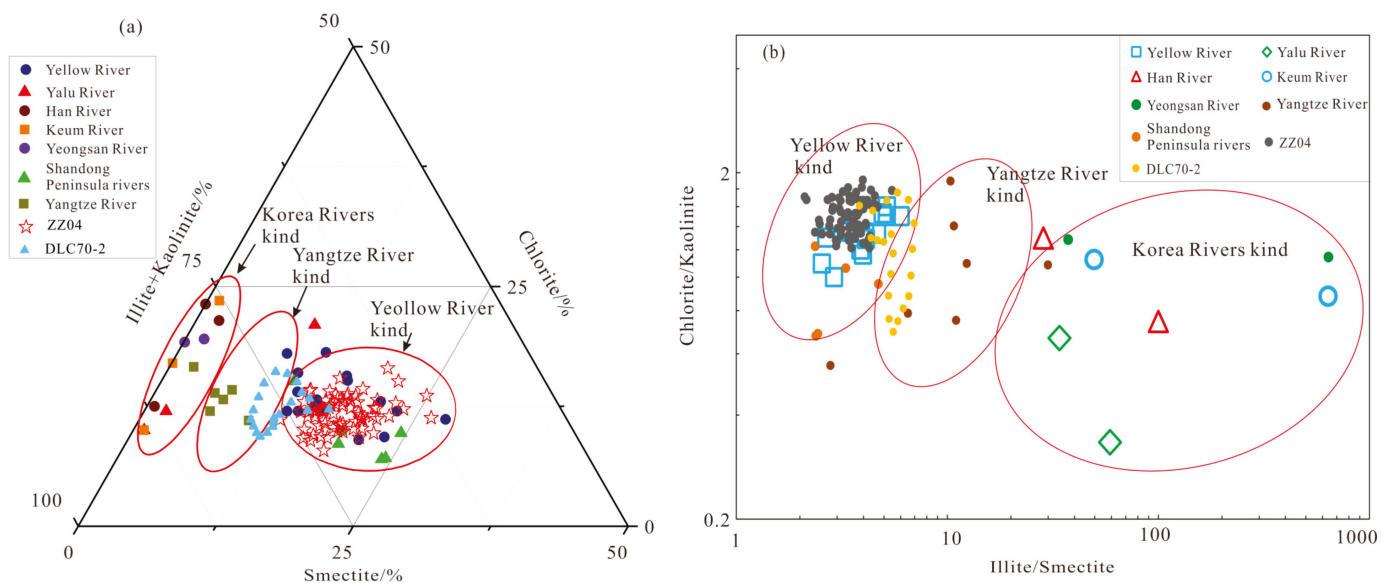 (a)
50
50
Yellow River
Yalu River
Han River
Keum River
Yeongsan River
Shandong
Peninsula rivers
Yangtze River
ZZ04
DLC70-2
Illite+Kaolinite/%
Chlorite/%
Korea Rivers
kind
Yangtze River
kind
Yeollow River
kind
75
25
100
0
0
25
50
Smectite/%
(b)
Yellow River
Yalu River
Han River
Keum River
Yeongsan River
Yangtze River
Shandong
Peninsula rivers
ZZ04
DLC70-2
Yellow River
kind
Yangtze River
kind
Korea Rivers kind
Chlorite/Kaolinite
2
0.2
1
10
100
1000
Illite/Smectite